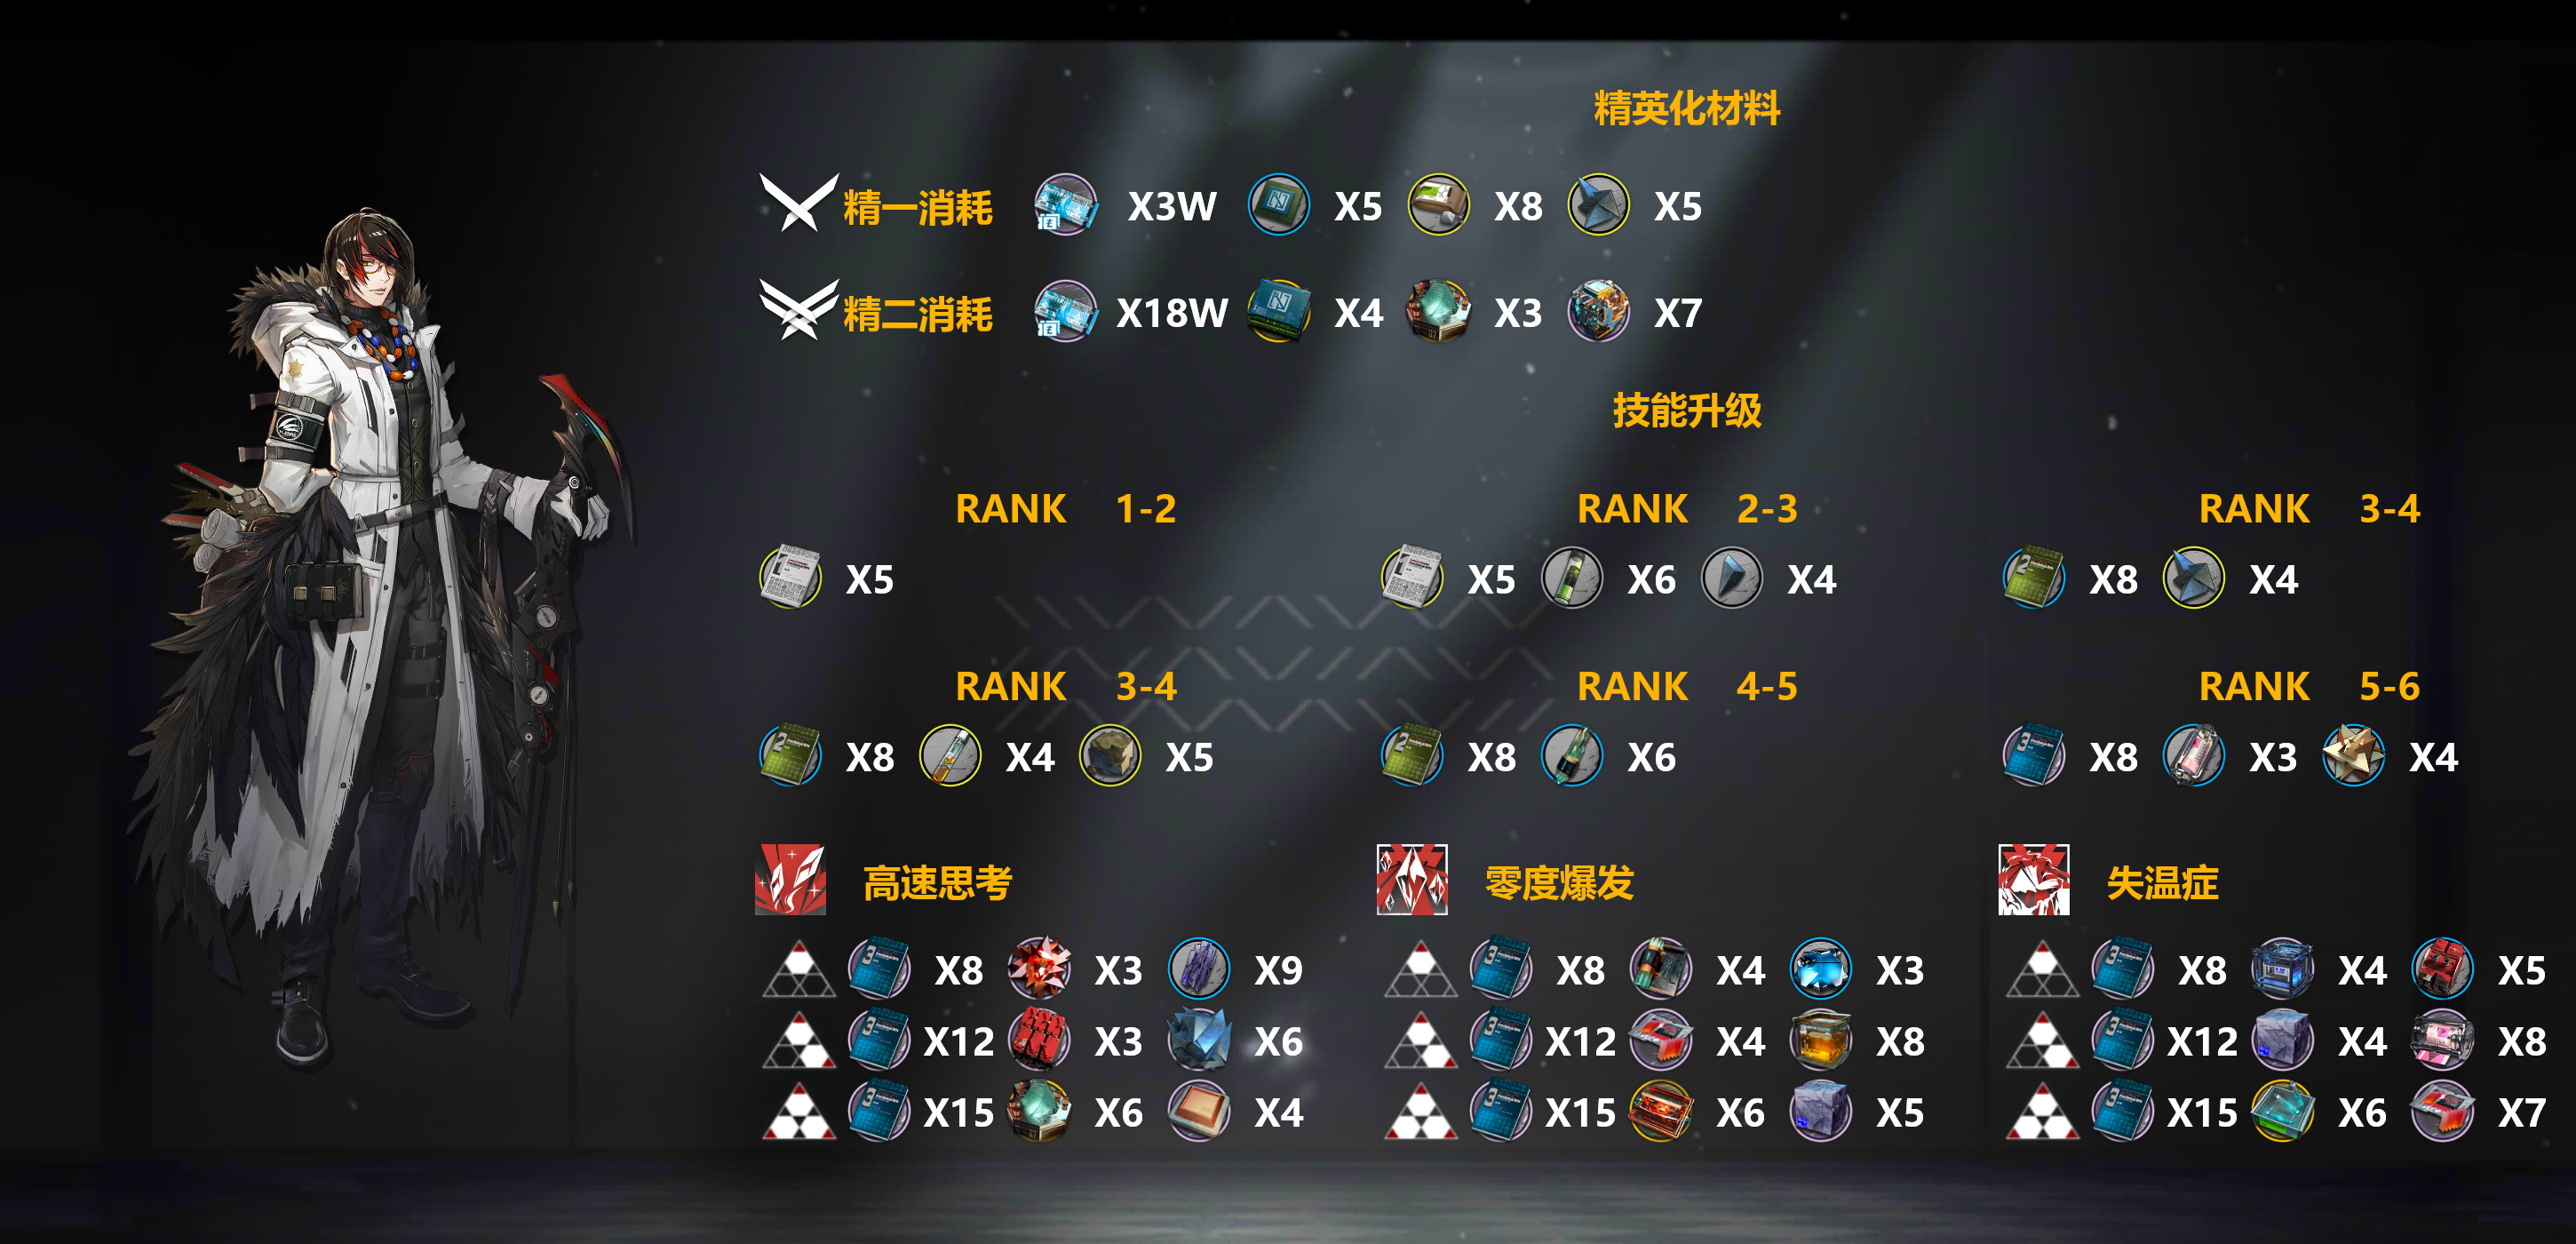 精英化材料
精一消耗 X3W X5 X8 X5
精二消耗 X18W X4 X3 X7
技能升级
RANK 1-2 RANK 2-3 RANK 3-4
X5 X5 X6 X4 X8 X4
RANK 3-4 RANK 4-5 RANK 5-6
X8 X4 X5 X8 X6 X8 X3 X4
高速思考 零度爆发 失温症
X8 X3 X9 X8 X4 X3 X8 X4 X5
X12 X3 X6 X12 X4 X8 X12 X4 X8
X15 X6 X4 X15 X6 X5 X15 X6 X7